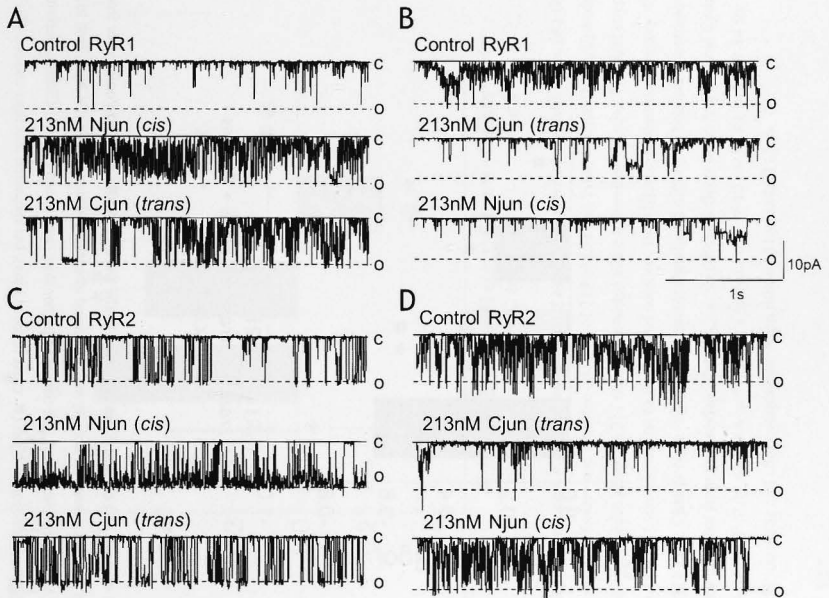 A
Control RyR1
C
O
213nM Njun (cis)
C
O
213nM Cjun (trans)
C
O
B
Control RyR1
C
O
213nM Cjun (trans)
C
O
213nM Njun (cis)
C
O
10pA
1s
C
Control RyR2
C
O
213nM Njun (cis)
C
O
213nM Cjun (trans)
C
O
D
Control RyR2
C
O
213nM Cjun (trans)
C
O
213nM Njun (cis)
C
O